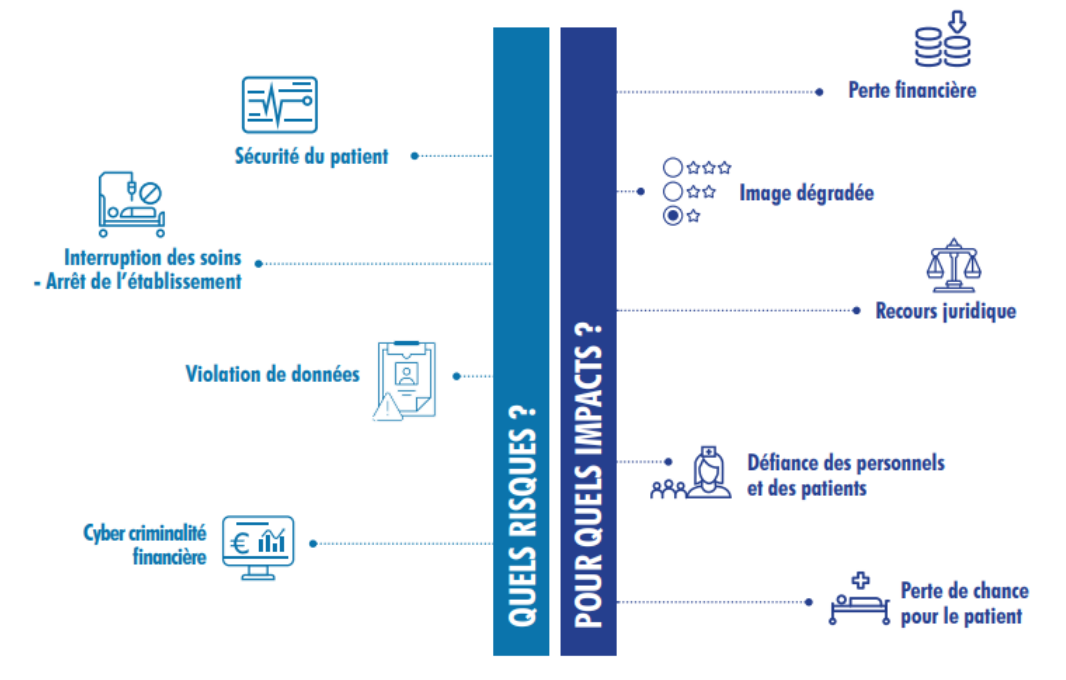 QUELS RISQUES ?
Sécurité du patient
Interruption des soins
- Arrêt de l'établissement
Violation de données
Cyber criminalité
financière
€
POUR QUELS IMPACTS ?
Perte financière
Image dégradée
Recours juridique
Défiance des personnels
et des patients
Perte de chance
pour le patient